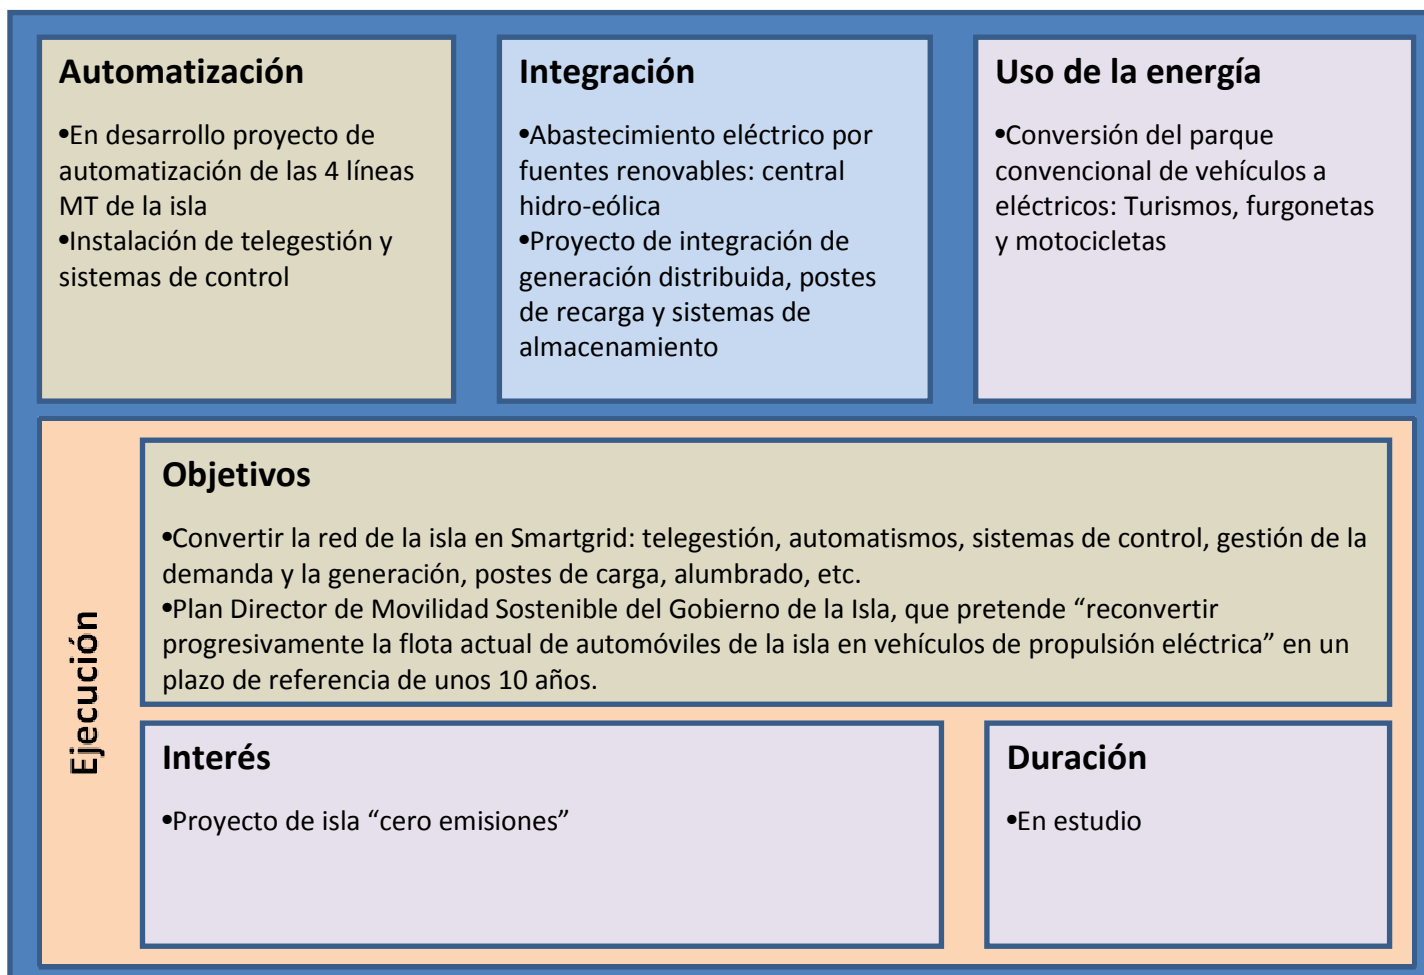 Automatización
•En desarrollo proyecto de
automatización de las 4 líneas
MT de la isla
•Instalación de telegestión y
sistemas de control
Integración
•Abastecimiento eléctrico por
fuentes renovables: central
hidro-eólica
•Proyecto de integración de
generación distribuida, postes
de recarga y sistemas de
almacenamiento
Uso de la energía
•Conversión del parque
convencional de vehículos a
eléctricos: Turismos, furgonetas
y motocicletas
Ejecución
Objetivos
•Convertir la red de la isla en Smartgrid: telegestión, automatismos, sistemas de control, gestión de la
demanda y la generación, postes de carga, alumbrado, etc.
•Plan Director de Movilidad Sostenible del Gobierno de la Isla, que pretende “reconvertir
progresivamente la flota actual de automóviles de la isla en vehículos de propulsión eléctrica” en un
plazo de referencia de unos 10 años.
Interés
•Proyecto de isla “cero emisiones”
Duración
•En estudio